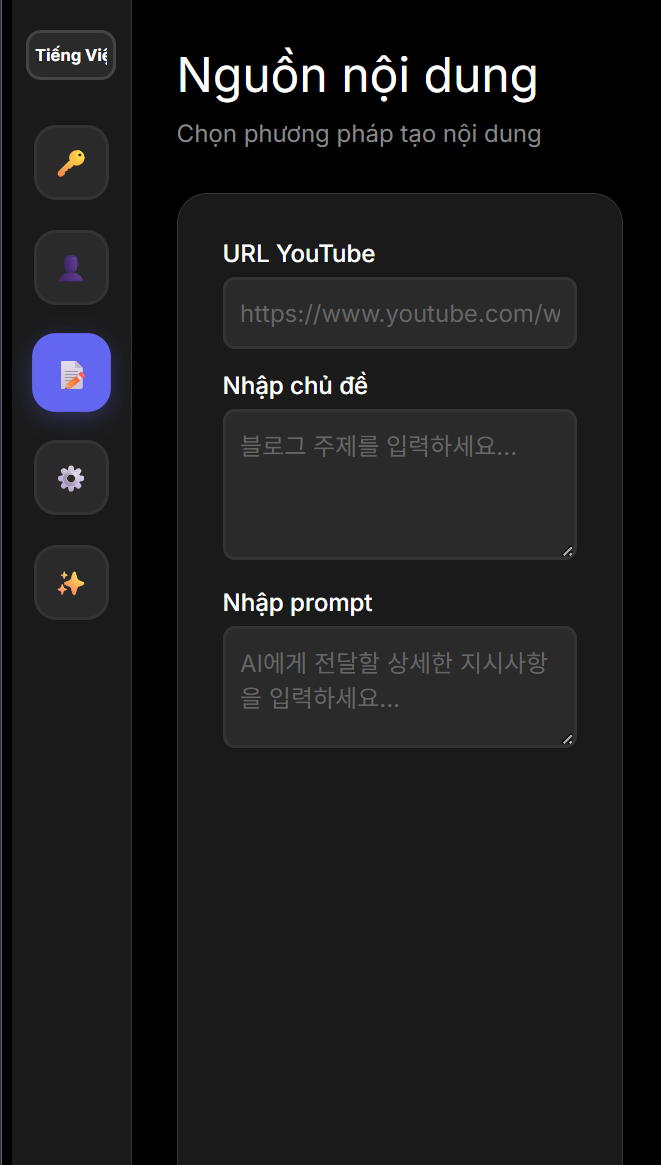 Tiếng Việ
Nguồn nội dung
Chọn phương pháp tạo nội dung
URL YouTube
https://www.youtube.com/w
Nhập chủ đề
블로그 주제를 입력하세요...
Nhập prompt
AI에게 전달할 상세한 지시사항
을 입력하세요...